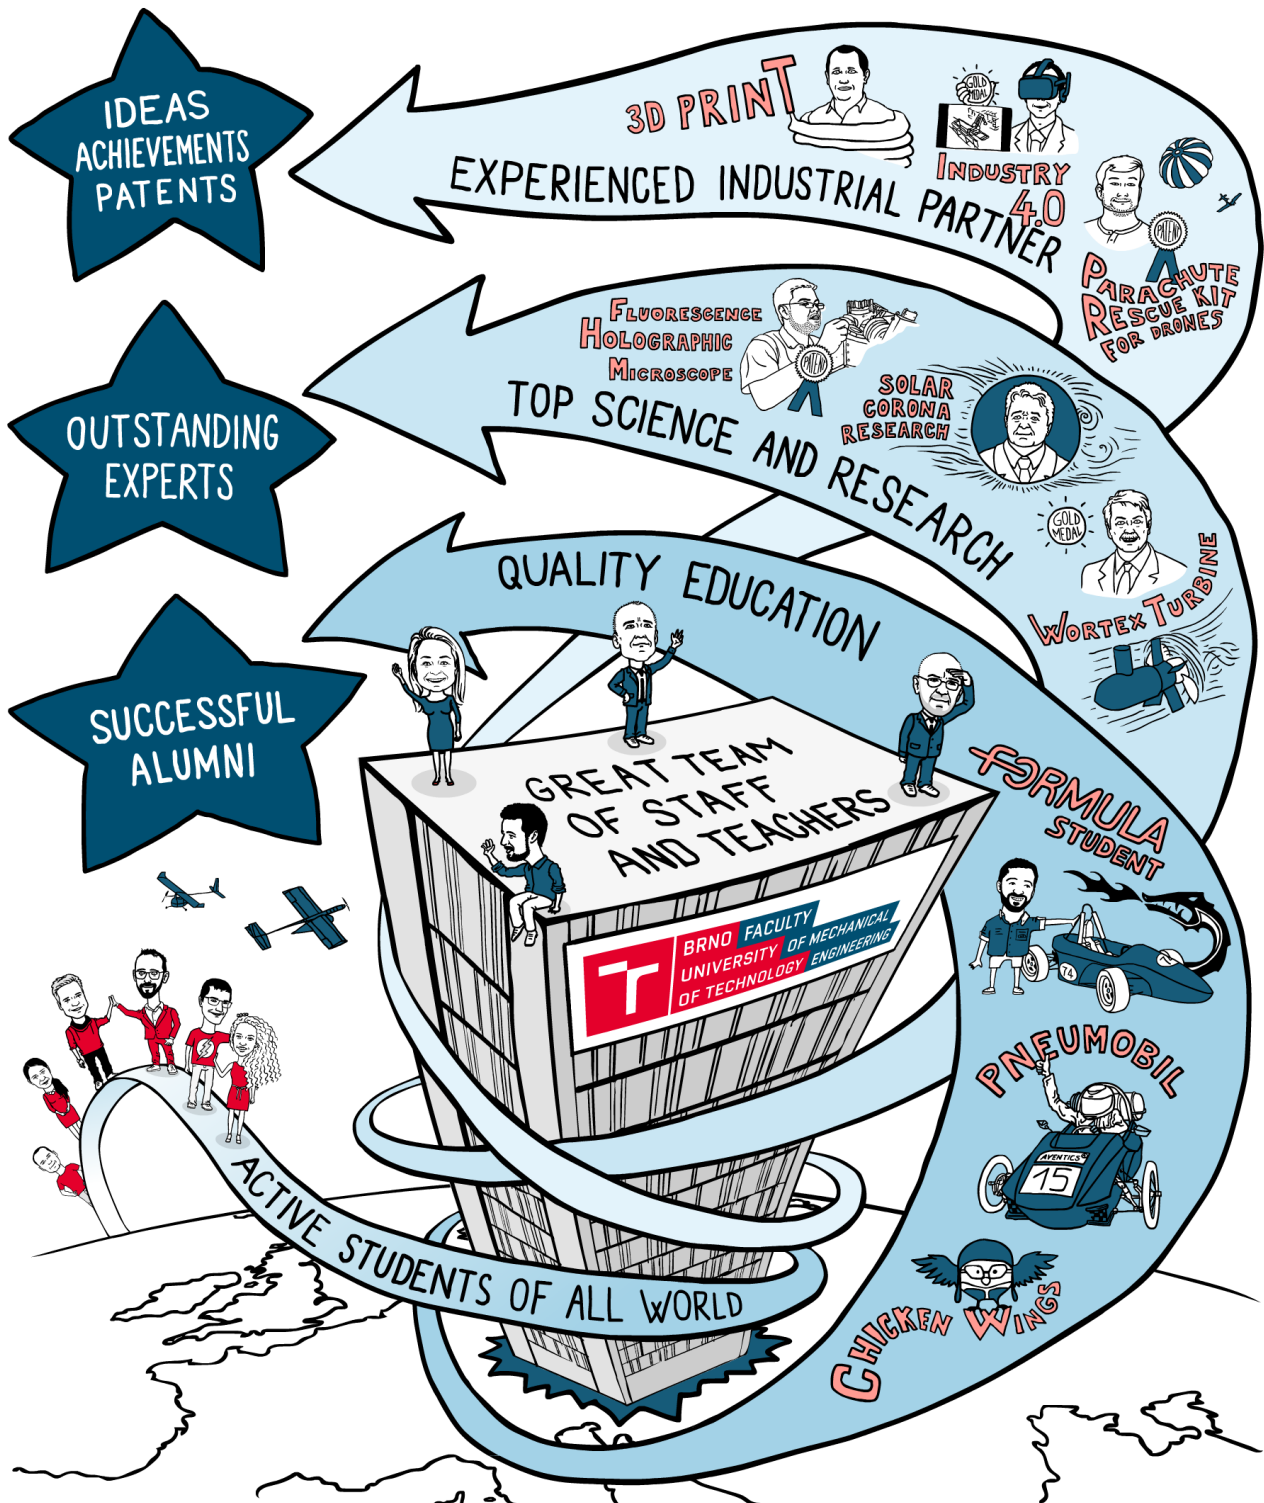 IDEAS
ACHIEVEMENTS
PATENTS
3D PRINT
GOLD
MEDAL
INDUSTRY
4.0
EXPERIENCED INDUSTRIAL PARTNER
PATENT
PARACHUTE
RESCUE KIT
FOR DRONES
OUTSTANDING
EXPERTS
FLUORESCENCE
HOLOGRAPHIC
MICROSCOPE
PATENT
SOLAR
CORONA
RESEARCH
TOP SCIENCE AND RESEARCH
GOLD
MEDAL
WORTEX TURBINE
SUCCESSFUL
ALUMNI
QUALITY EDUCATION
FORMULA
STUDENT
74
PNEUMOBIL
AVENTICS
15
CHICKEN WINGS
GREAT TEAM
OF STAFF
AND TEACHERS
BRNO FACULTY
UNIVERSITY OF MECHANICAL
OF TECHNOLOGY ENGINEERING
ACTIVE STUDENTS OF ALL WORLD